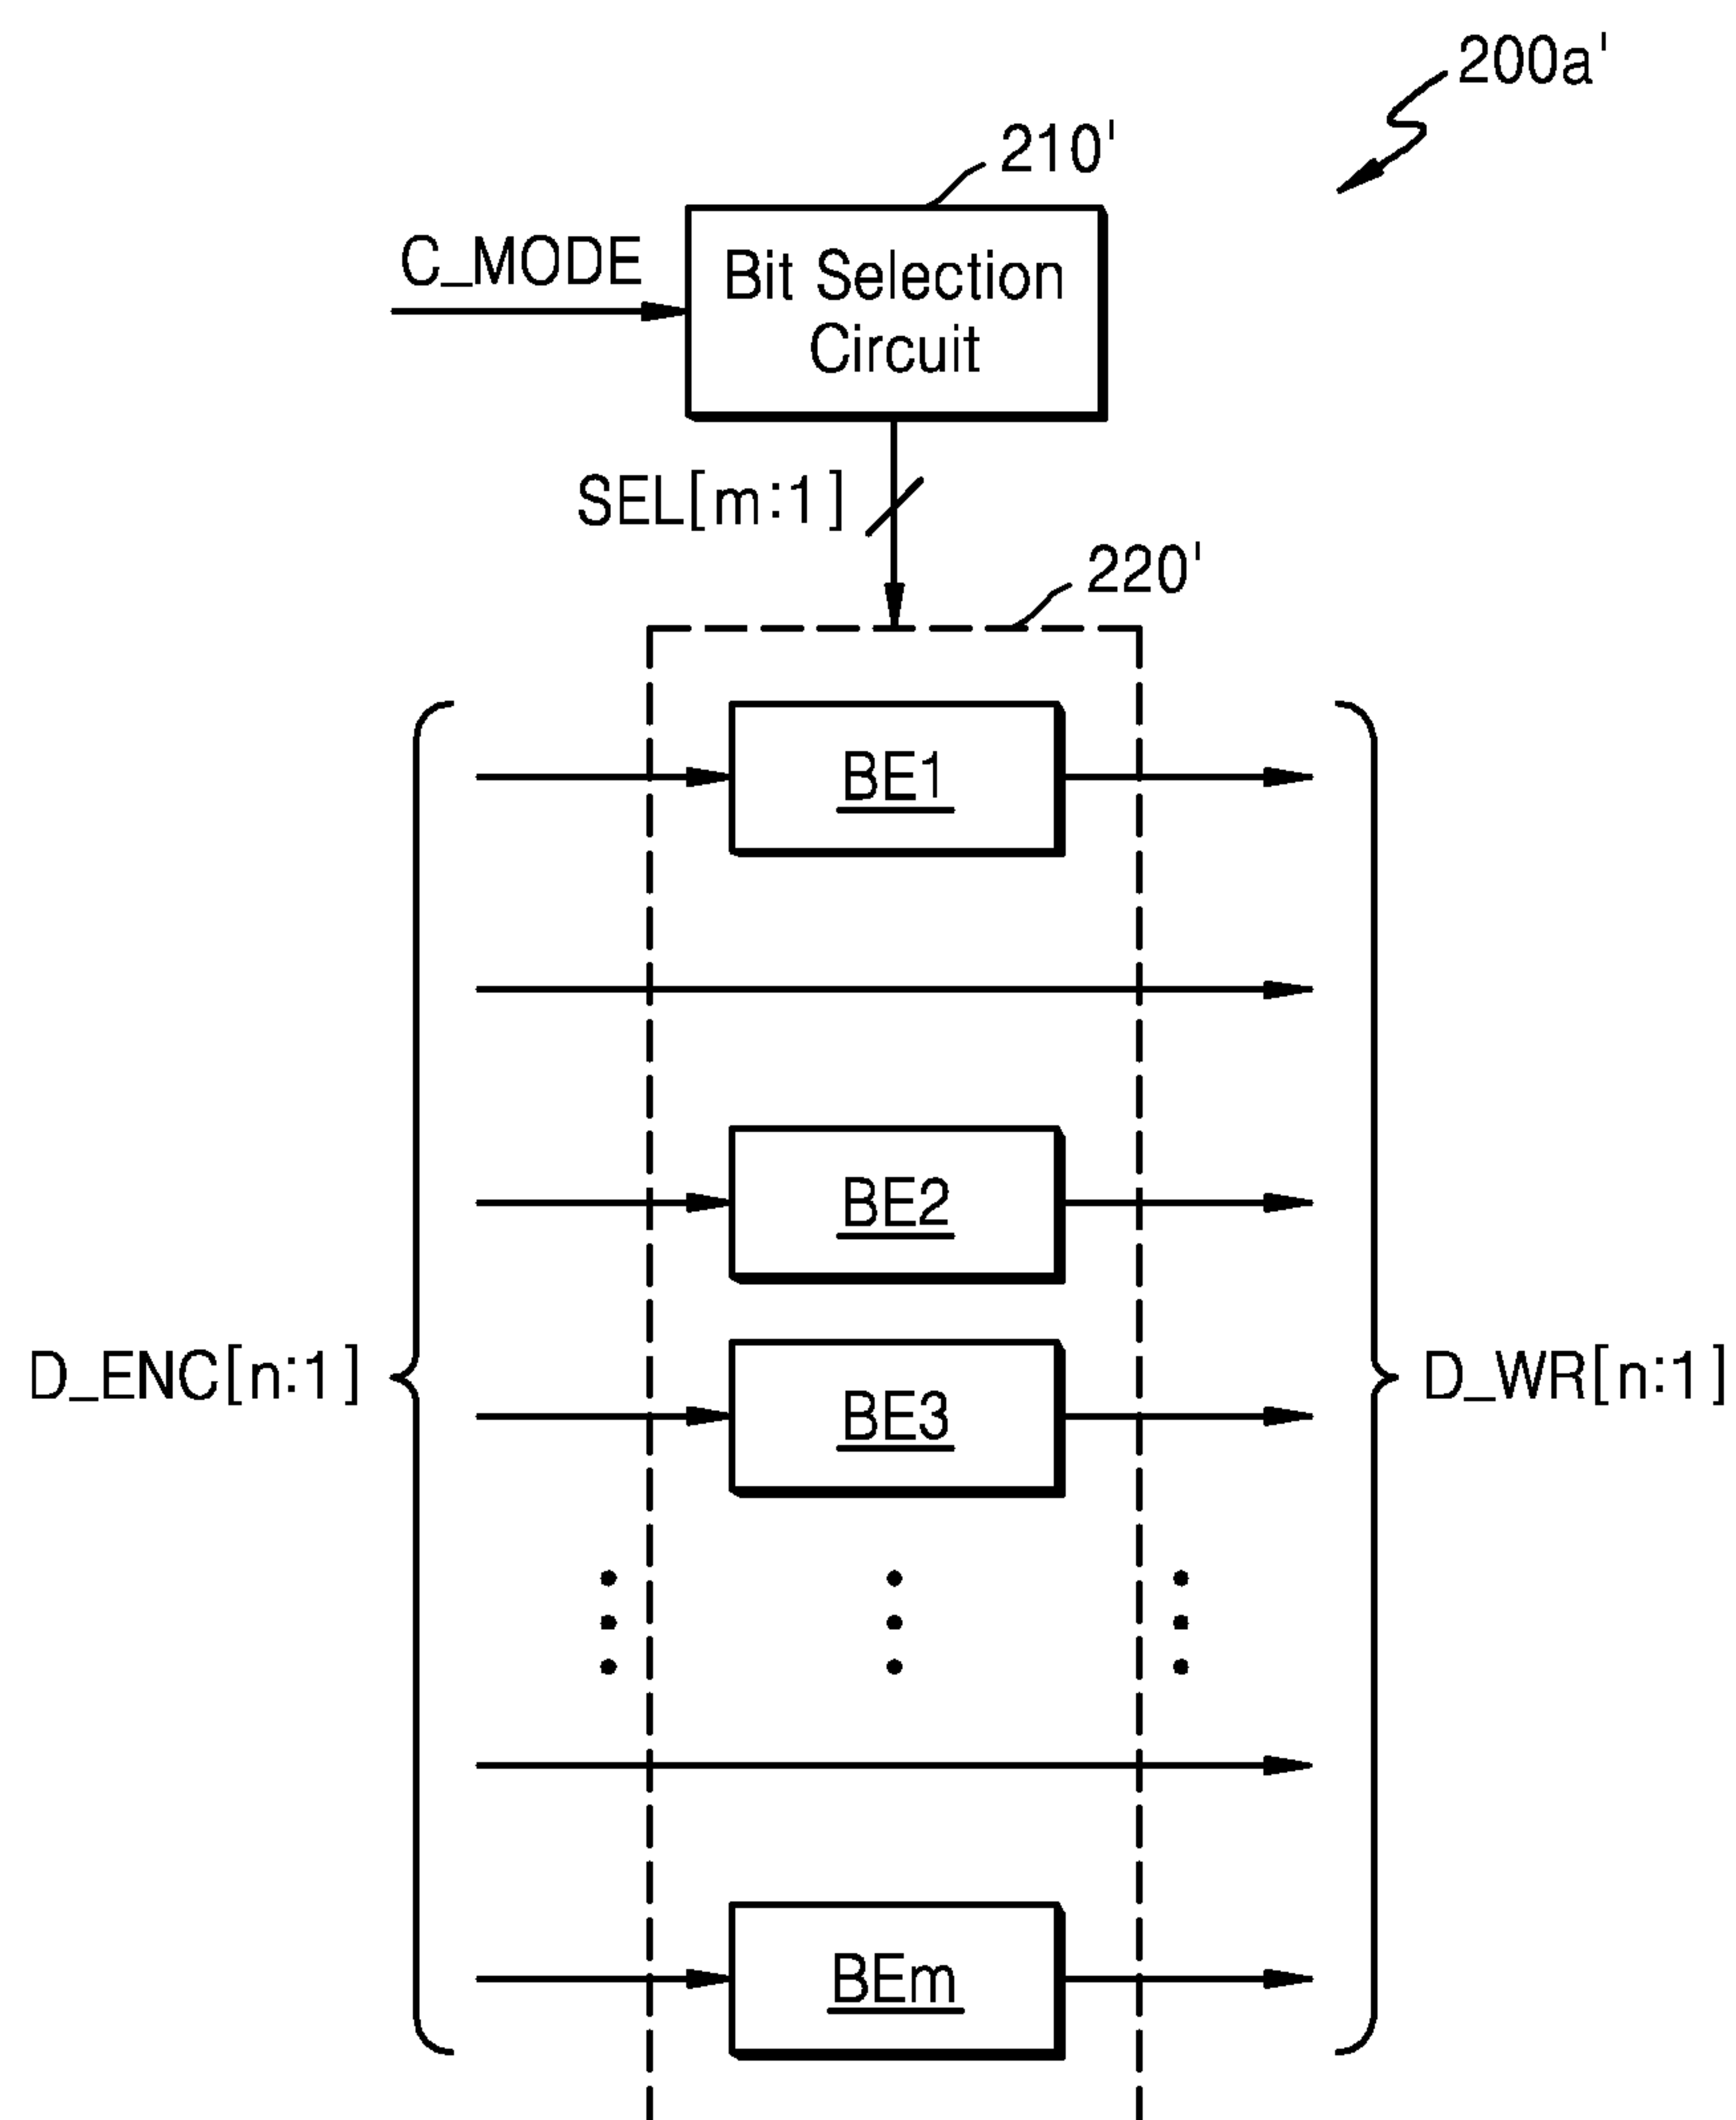 200a'
210'
C_MODE
Bit Selection
Circuit
SEL[m:1]
220'
BE1
BE2
D_ENC[n:1]
BE3
D_WR[n:1]
BEm